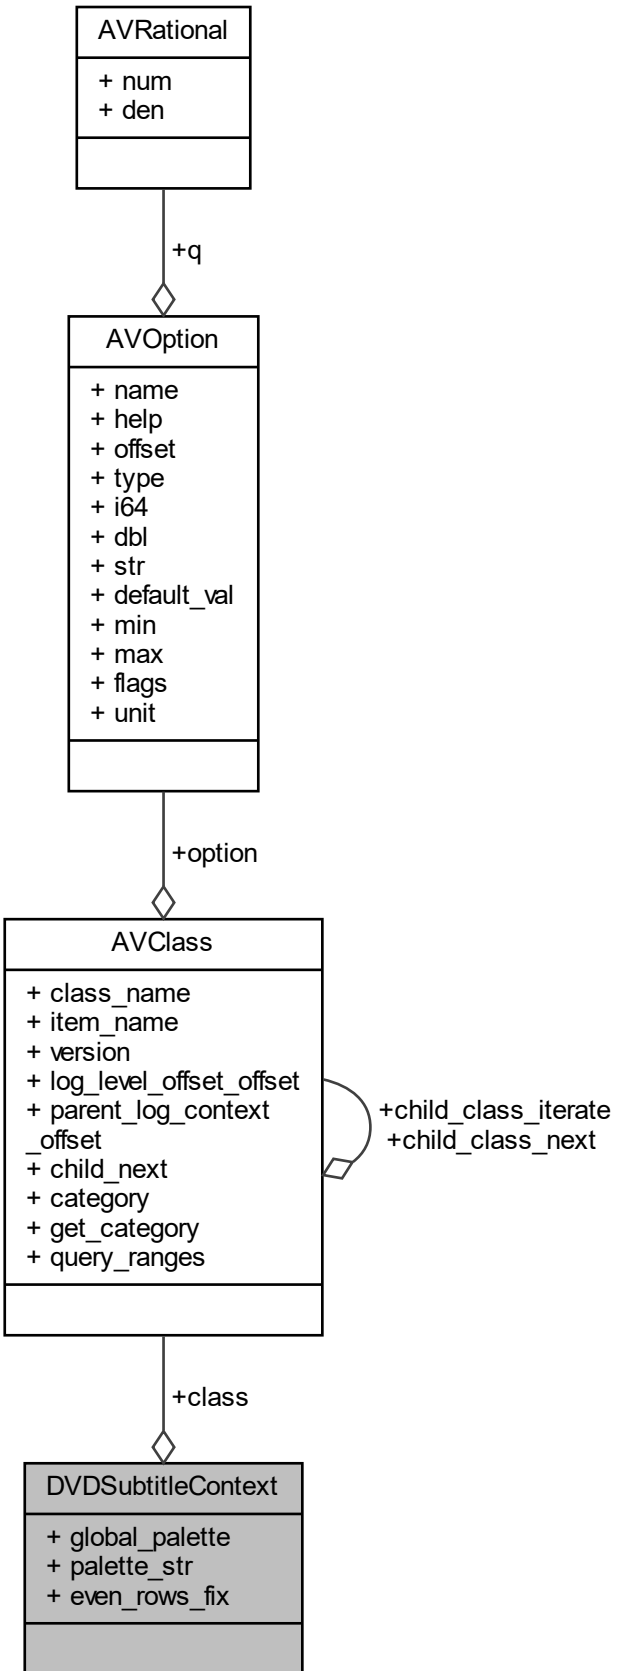 AVRational
+ num
+ den
+q
AVOption
+ name
+ help
+ offset
+ type
+ i64
+ dbl
+ str
+ default_val
+ min
+ max
+ flags
+ unit
+option
AVClass
+ class_name
+ item_name
+ version
+ log_level_offset_offset
+ parent_log_context
_offset
+ child_next
+ category
+ get_category
+ query_ranges
+child_class_iterate
+child_class_next
+class
DVDSubtitleContext
+ global_palette
+ palette_str
+ even_rows_fix